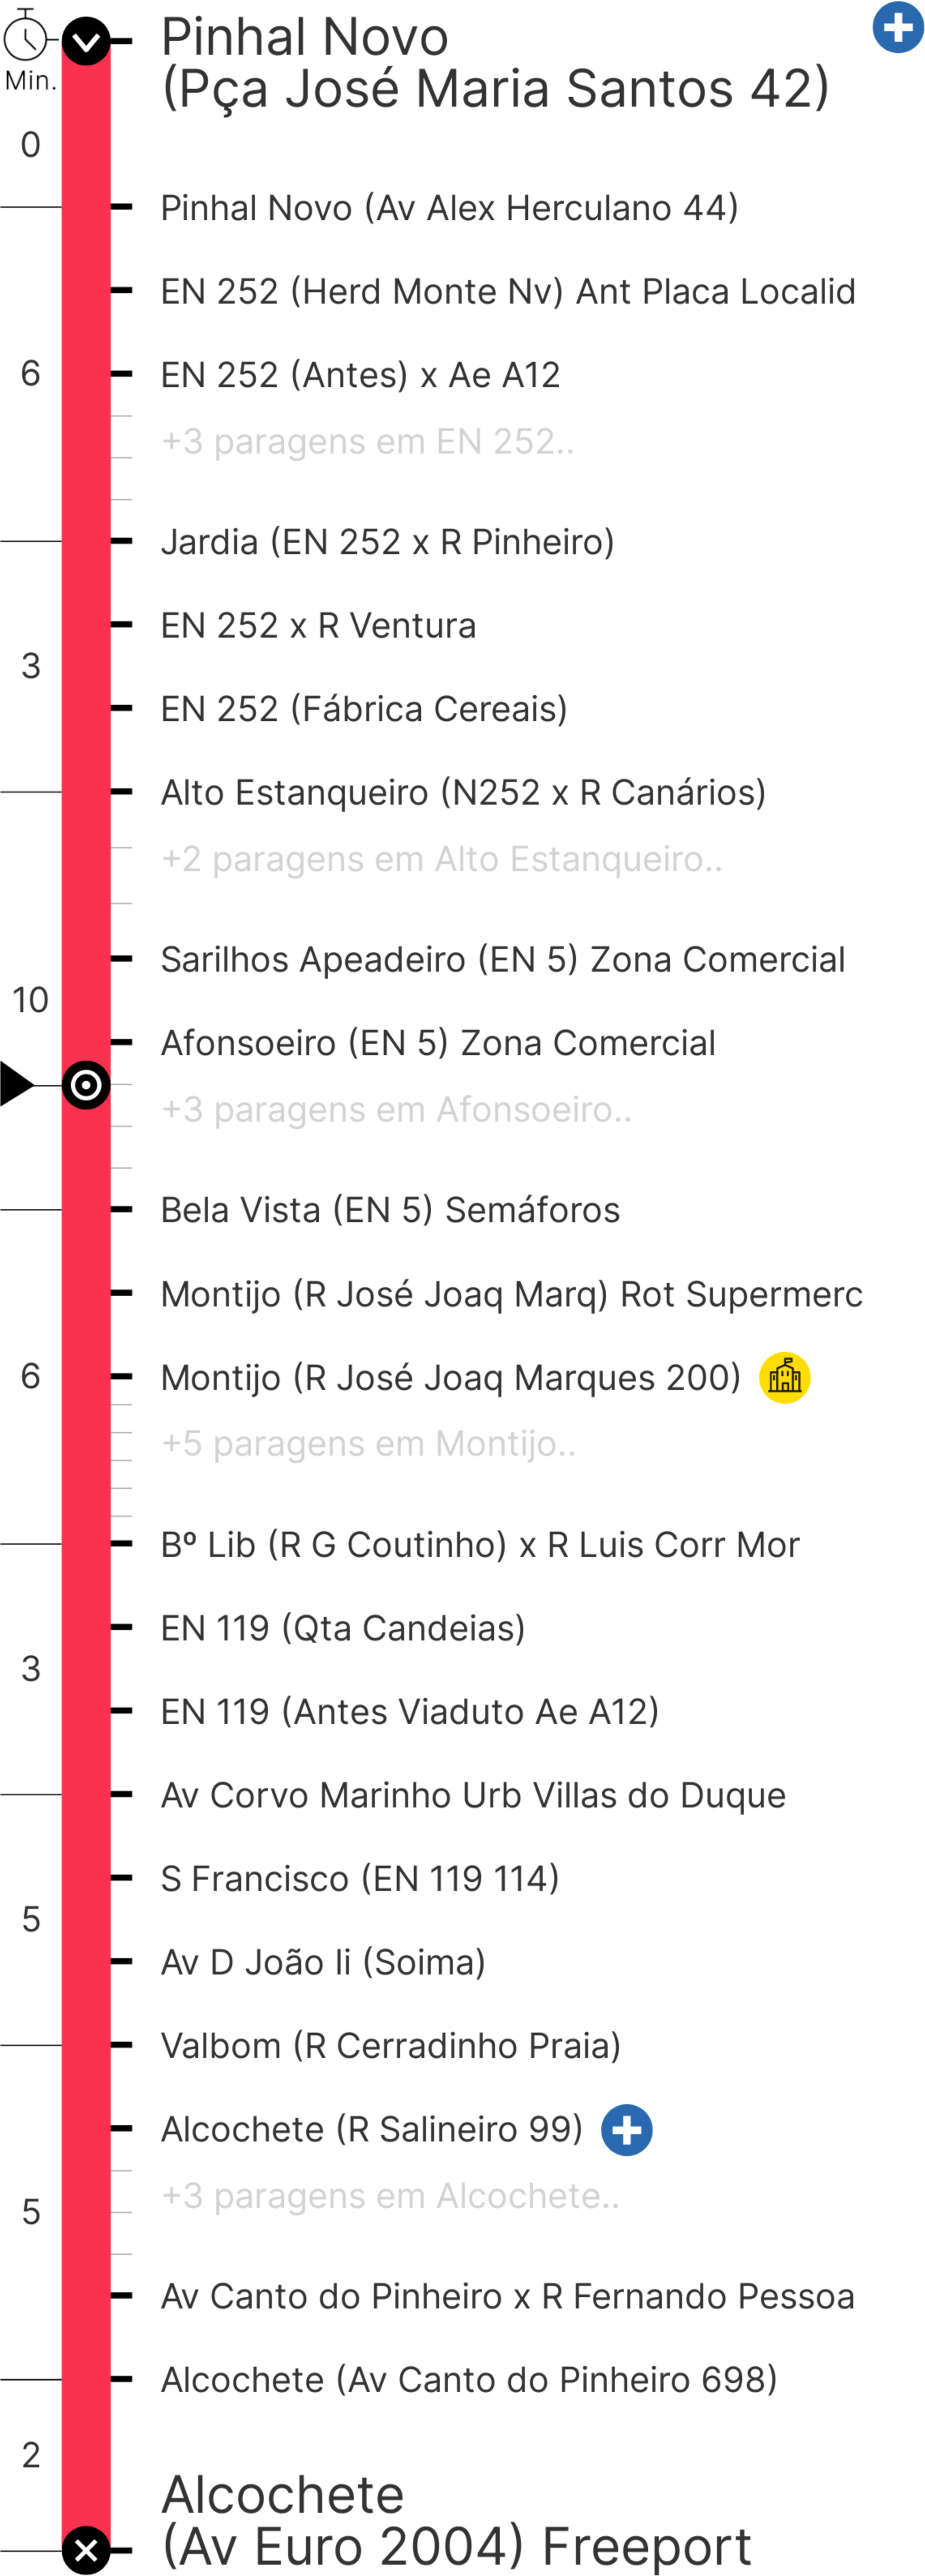 Pinhal Novo
(Pça José Maria Santos 42)
Min.
0
Pinhal Novo (Av Alex Herculano 44)
EN 252 (Herd Monte Nv) Ant Placa Localid
6
EN 252 (Antes) x Ae A12
+3 paragens em EN 252..
Jardia (EN 252 x R Pinheiro)
EN 252 x R Ventura
3
EN 252 (Fábrica Cereais)
Alto Estanqueiro (N252 x R Canários)
+2 paragens em Alto Estanqueiro..
Sarilhos Apeadeiro (EN 5) Zona Comercial
10
Afonsoeiro (EN 5) Zona Comercial
+3 paragens em Afonsoeiro..
Bela Vista (EN 5) Semáforos
Montijo (R José Joaq Marq) Rot Supermerc
6
Montijo (R José Joaq Marques 200)
+5 paragens em Montijo..
Bº Lib (R G Coutinho) x R Luis Corr Mor
EN 119 (Qta Candeias)
3
EN 119 (Antes Viaduto Ae A12)
Av Corvo Marinho Urb Villas do Duque
S Francisco (EN 119 114)
5
Av D João Ii (Soima)
Valbom (R Cerradinho Praia)
Alcochete (R Salineiro 99)
+3 paragens em Alcochete..
5
Av Canto do Pinheiro x R Fernando Pessoa
Alcochete (Av Canto do Pinheiro 698)
2
Alcochete
(Av Euro 2004) Freeport